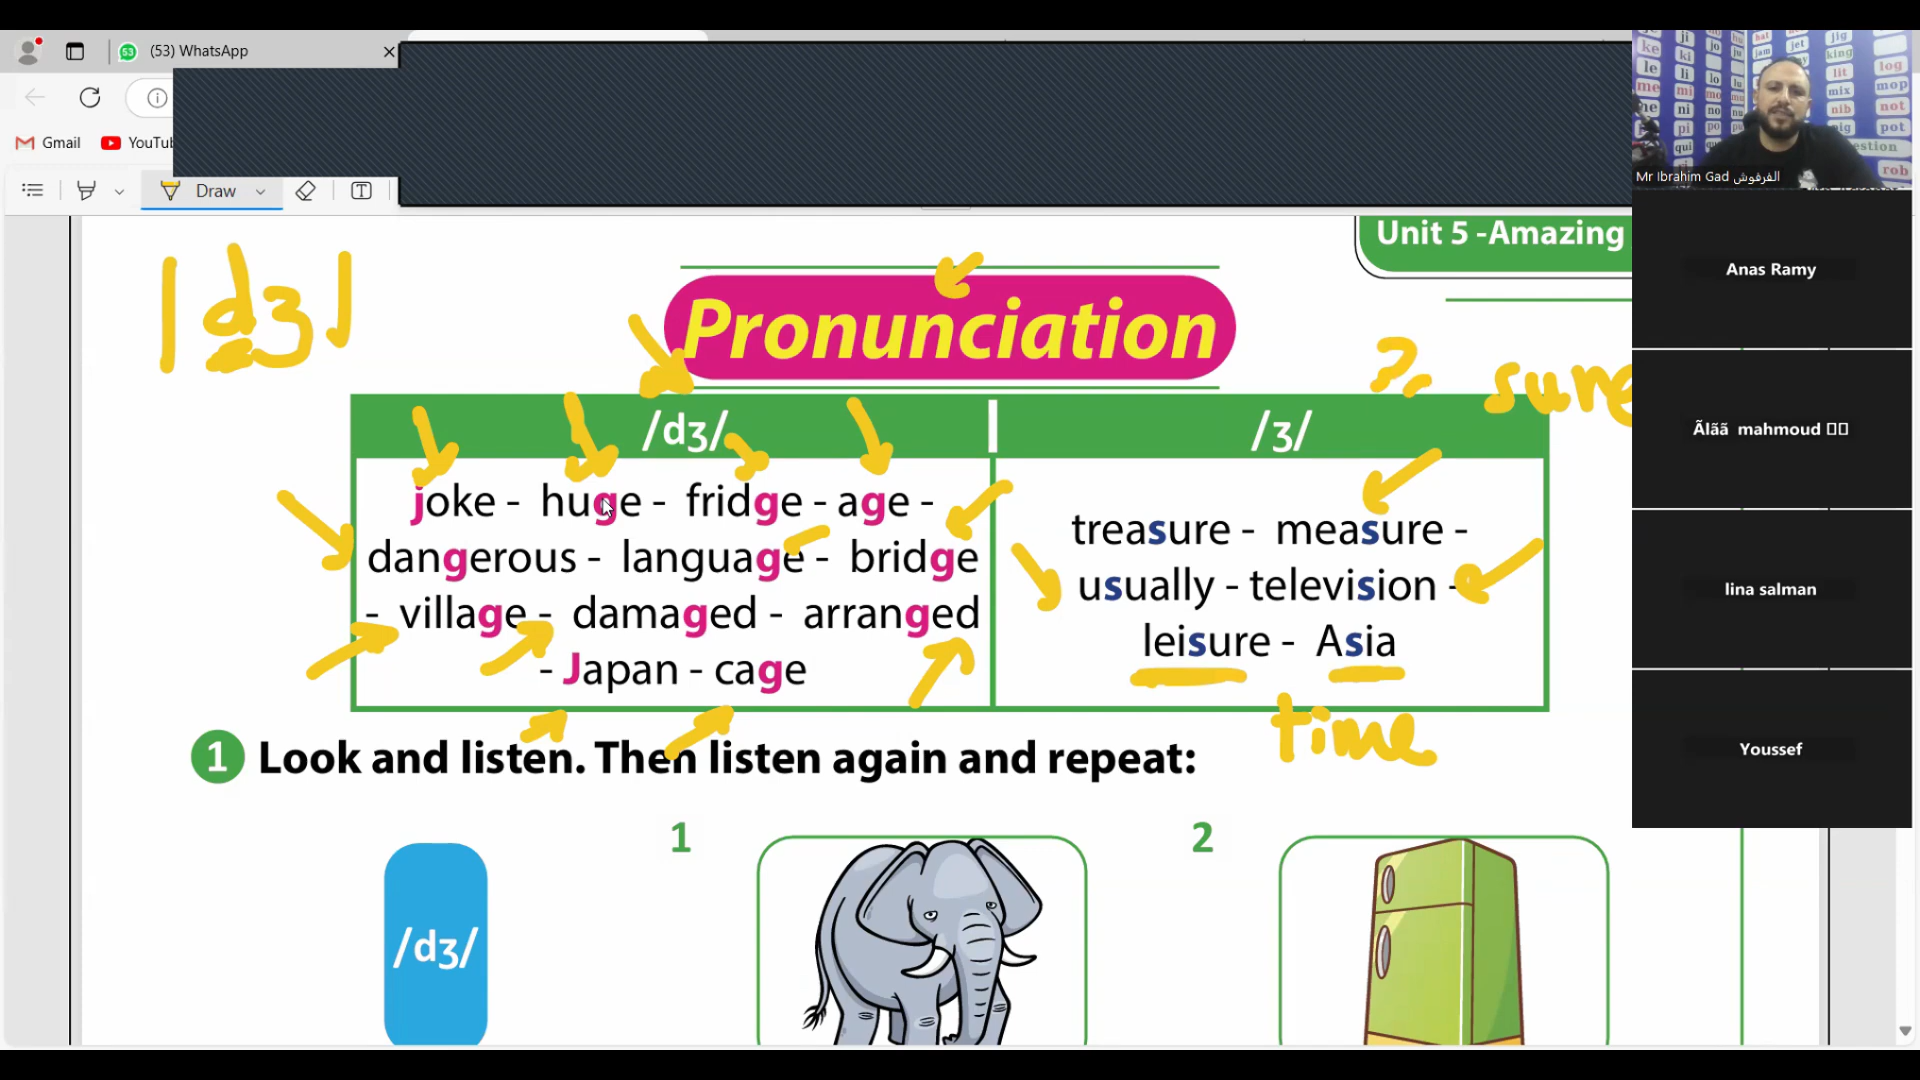 (53) WhatsApp
Gmail
YouTub
Draw
Mr Ibrahim Gad الفرفوش
Unit 5 -Amazing
Pronunciation
|dʒ|
?
sure
/dʒ/
/ʒ/
joke - huge - fridge - age -
dangerous - language - bridge
- village - damaged - arranged
- Japan - cage
treasure - measure -
usually - television -
leisure - Asia
time
1 Look and listen. Then listen again and repeat:
1
2
/dʒ/
Anas Ramy
Ãlãã mahmoud
lina salman
Youssef